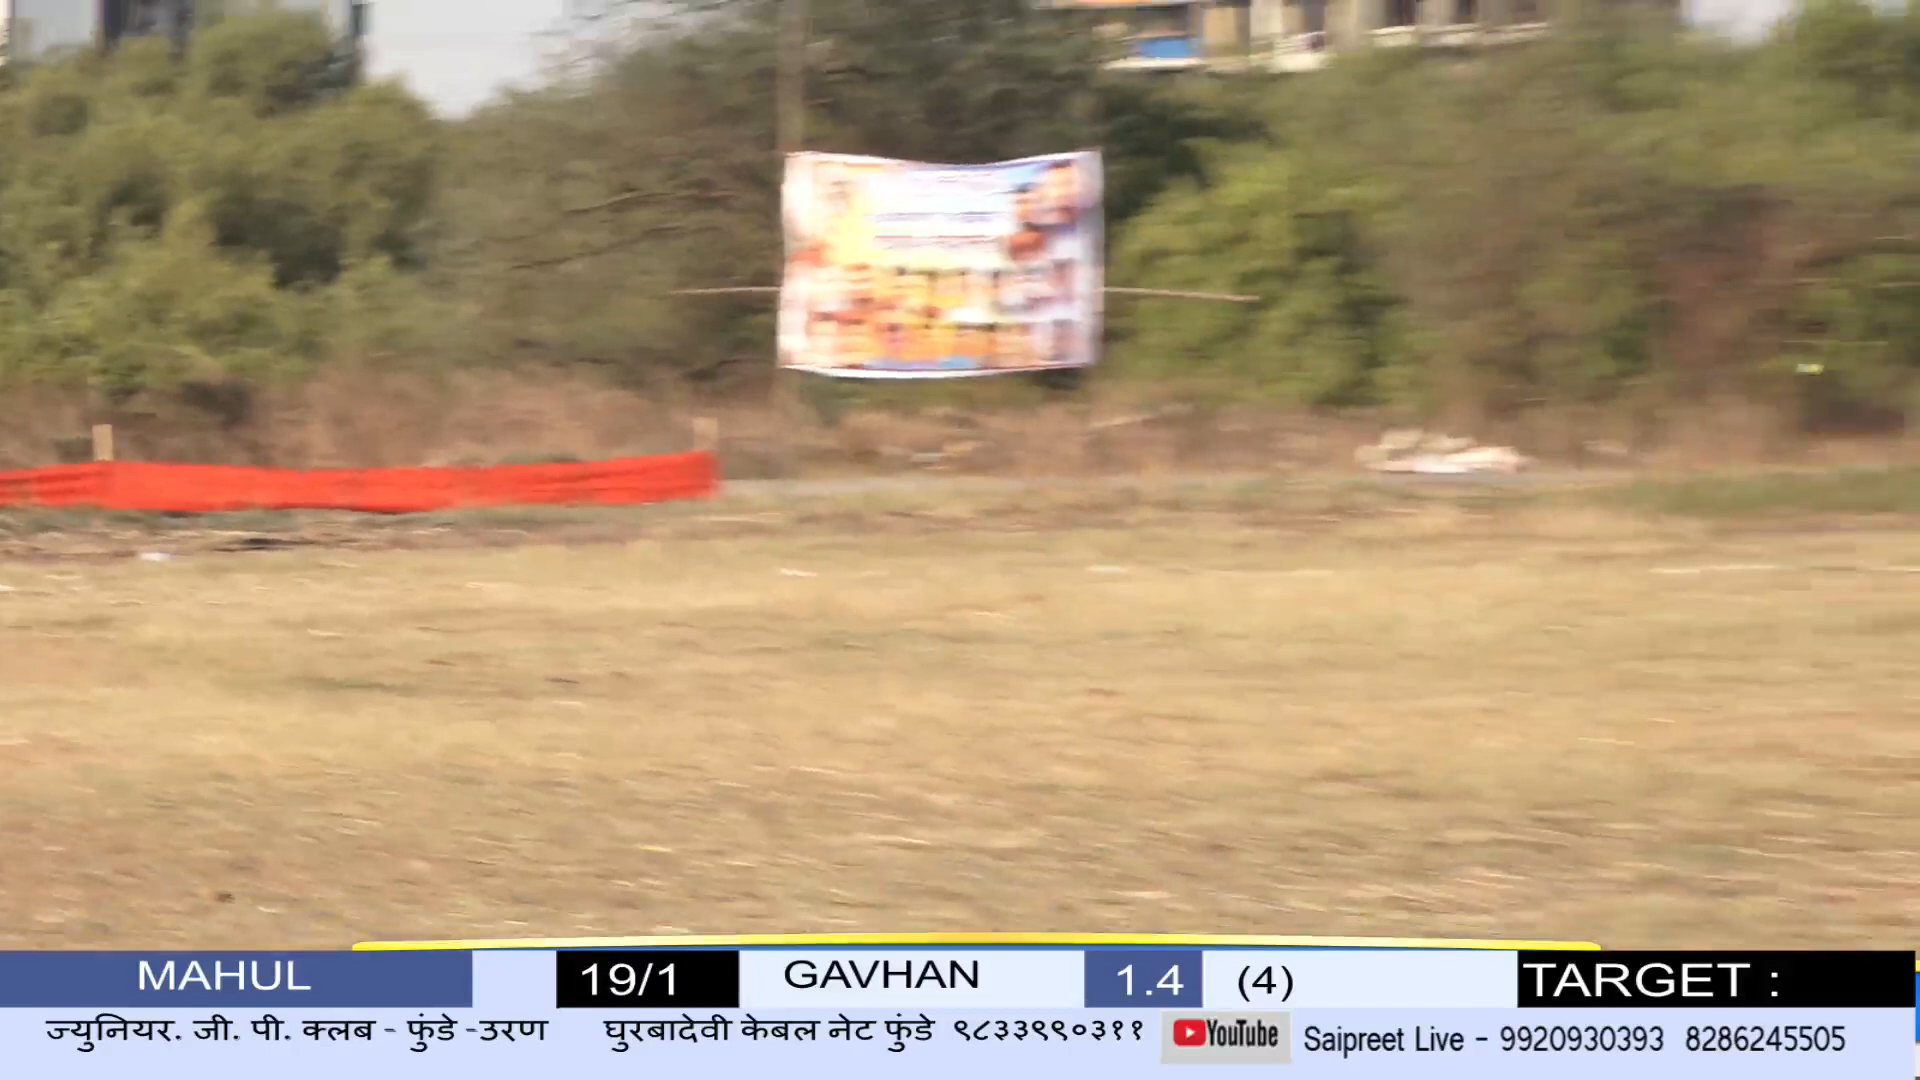 MAHUL 19/1 GAVHAN 1.4 (4) TARGET :
ज्युनियर. जी. पी. क्लब - फुंडे -उरण घुरबादेवी केबल नेट फुंडे ९८३३९९०३११ YouTube Saipreet Live - 9920930393 8286245505